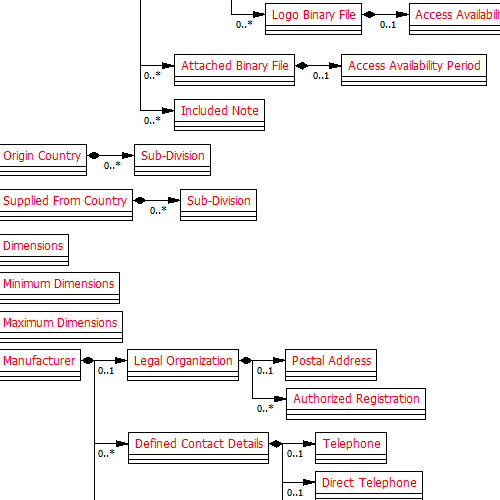 Logo Binary File
Access Availabili
0..*
0..1
Attached Binary File
Access Availability Period
0..*
0..1
Included Note
0..*
Origin Country
Sub-Division
0..*
Supplied From Country
Sub-Division
0..*
Dimensions
Minimum Dimensions
Maximum Dimensions
Manufacturer
Legal Organization
Postal Address
0..1
0..1
Authorized Registration
0..*
Defined Contact Details
Telephone
0..*
0..1
Direct Telephone
0..1